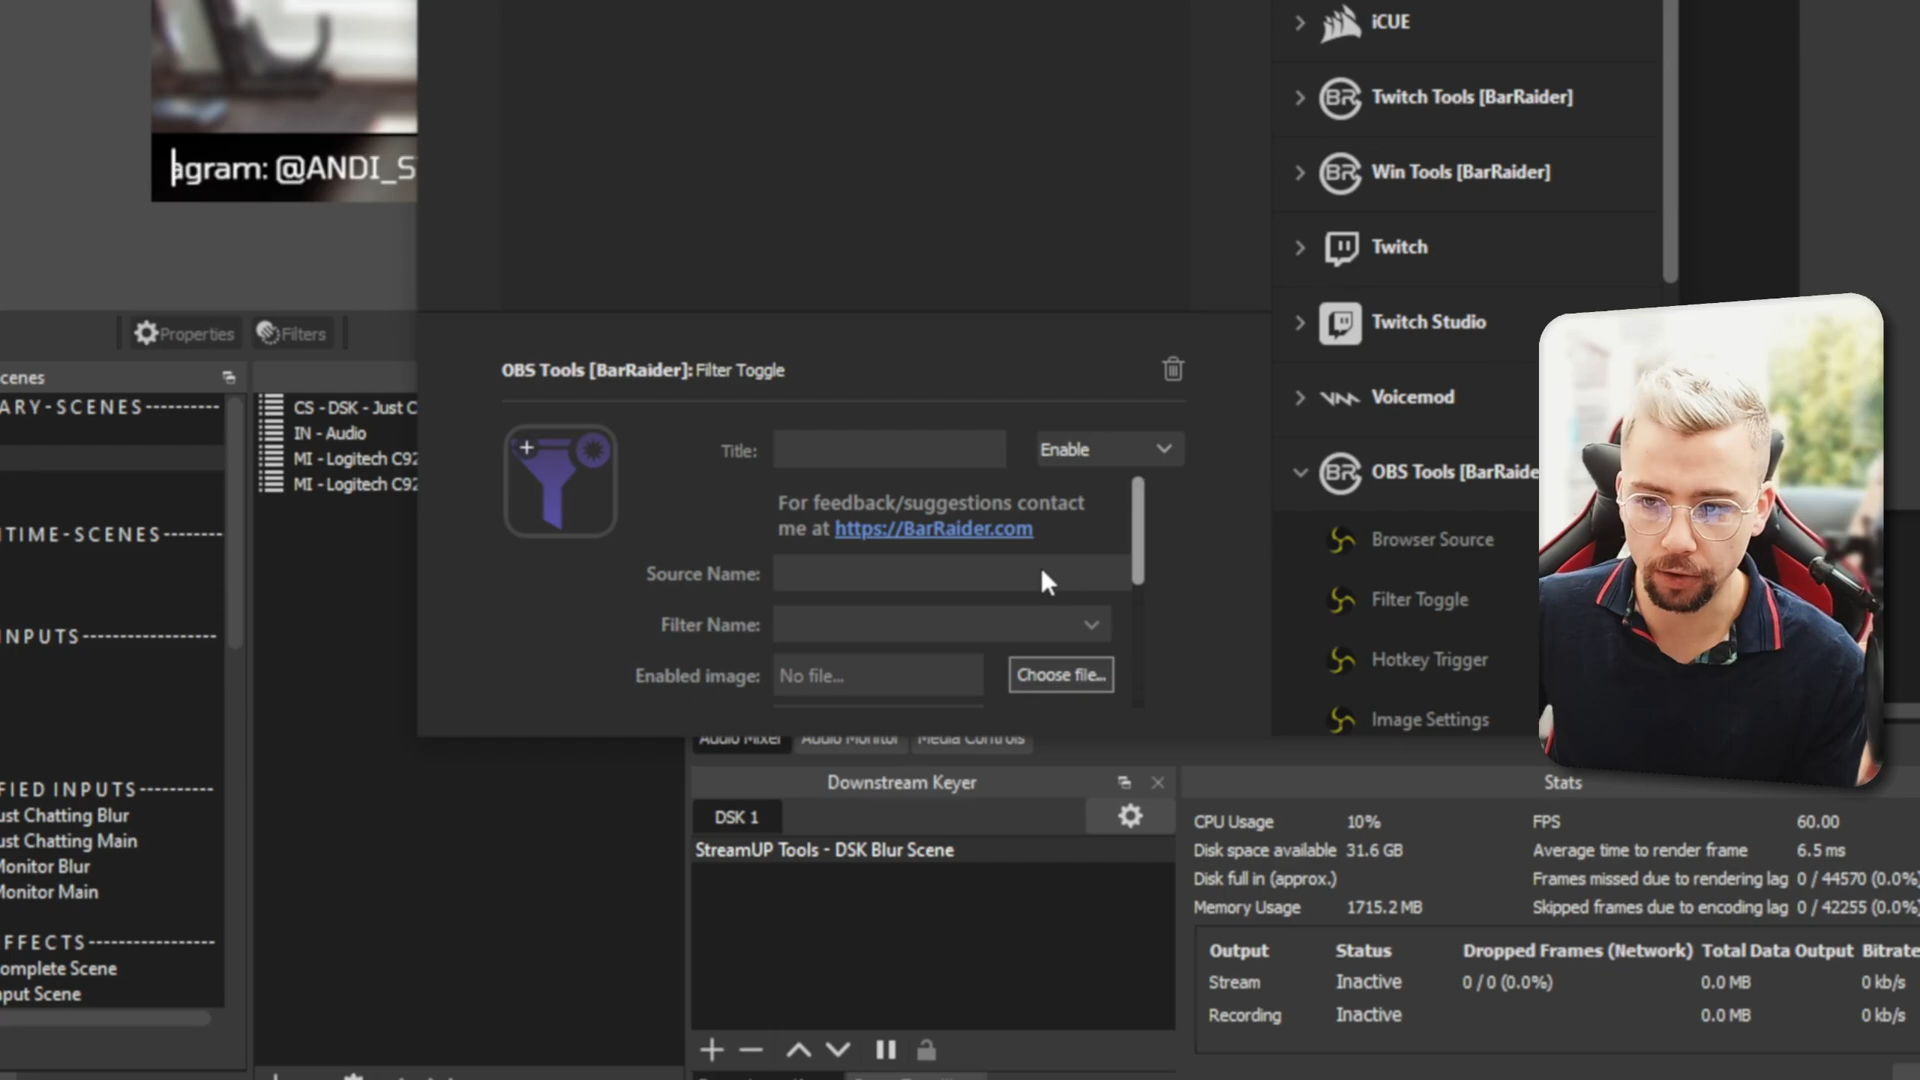 agram: @ANDI_S
Properties
Filters
cenes
ARY-SCENES----------
TIME-SCENES--------
INPUTS------------------
FIED INPUTS----------
ust Chatting Blur
ust Chatting Main
Monitor Blur
Monitor Main
FFECTS-----------------
omplete Scene
nput Scene
CS - DSK - Just C
IN - Audio
MI - Logitech C92
MI - Logitech C92
OBS Tools [BarRaider]: Filter Toggle
Title:
Enable
For feedback/suggestions contact
me at https://BarRaider.com
Source Name:
Filter Name:
Enabled image: No file... Choose file...
iCUE
Twitch Tools [BarRaider]
Win Tools [BarRaider]
Twitch
Twitch Studio
Voicemod
OBS Tools [BarRaide
Browser Source
Filter Toggle
Hotkey Trigger
Image Settings
Audio Mixer Audio Monitor Media Controls
Downstream Keyer
DSK 1
StreamUP Tools - DSK Blur Scene
Stats
CPU Usage 10% FPS 60.00
Disk space available 31.6 GB Average time to render frame 6.5 ms
Disk full in (approx.) Frames missed due to rendering lag 0 / 44570 (0.0%)
Memory Usage 1715.2 MB Skipped frames due to encoding lag 0 / 42255 (0.0%)
Output Status Dropped Frames (Network) Total Data Output Bitrate
Stream Inactive 0 / 0 (0.0%) 0.0 MB 0 kb/s
Recording Inactive 0.0 MB 0 kb/s